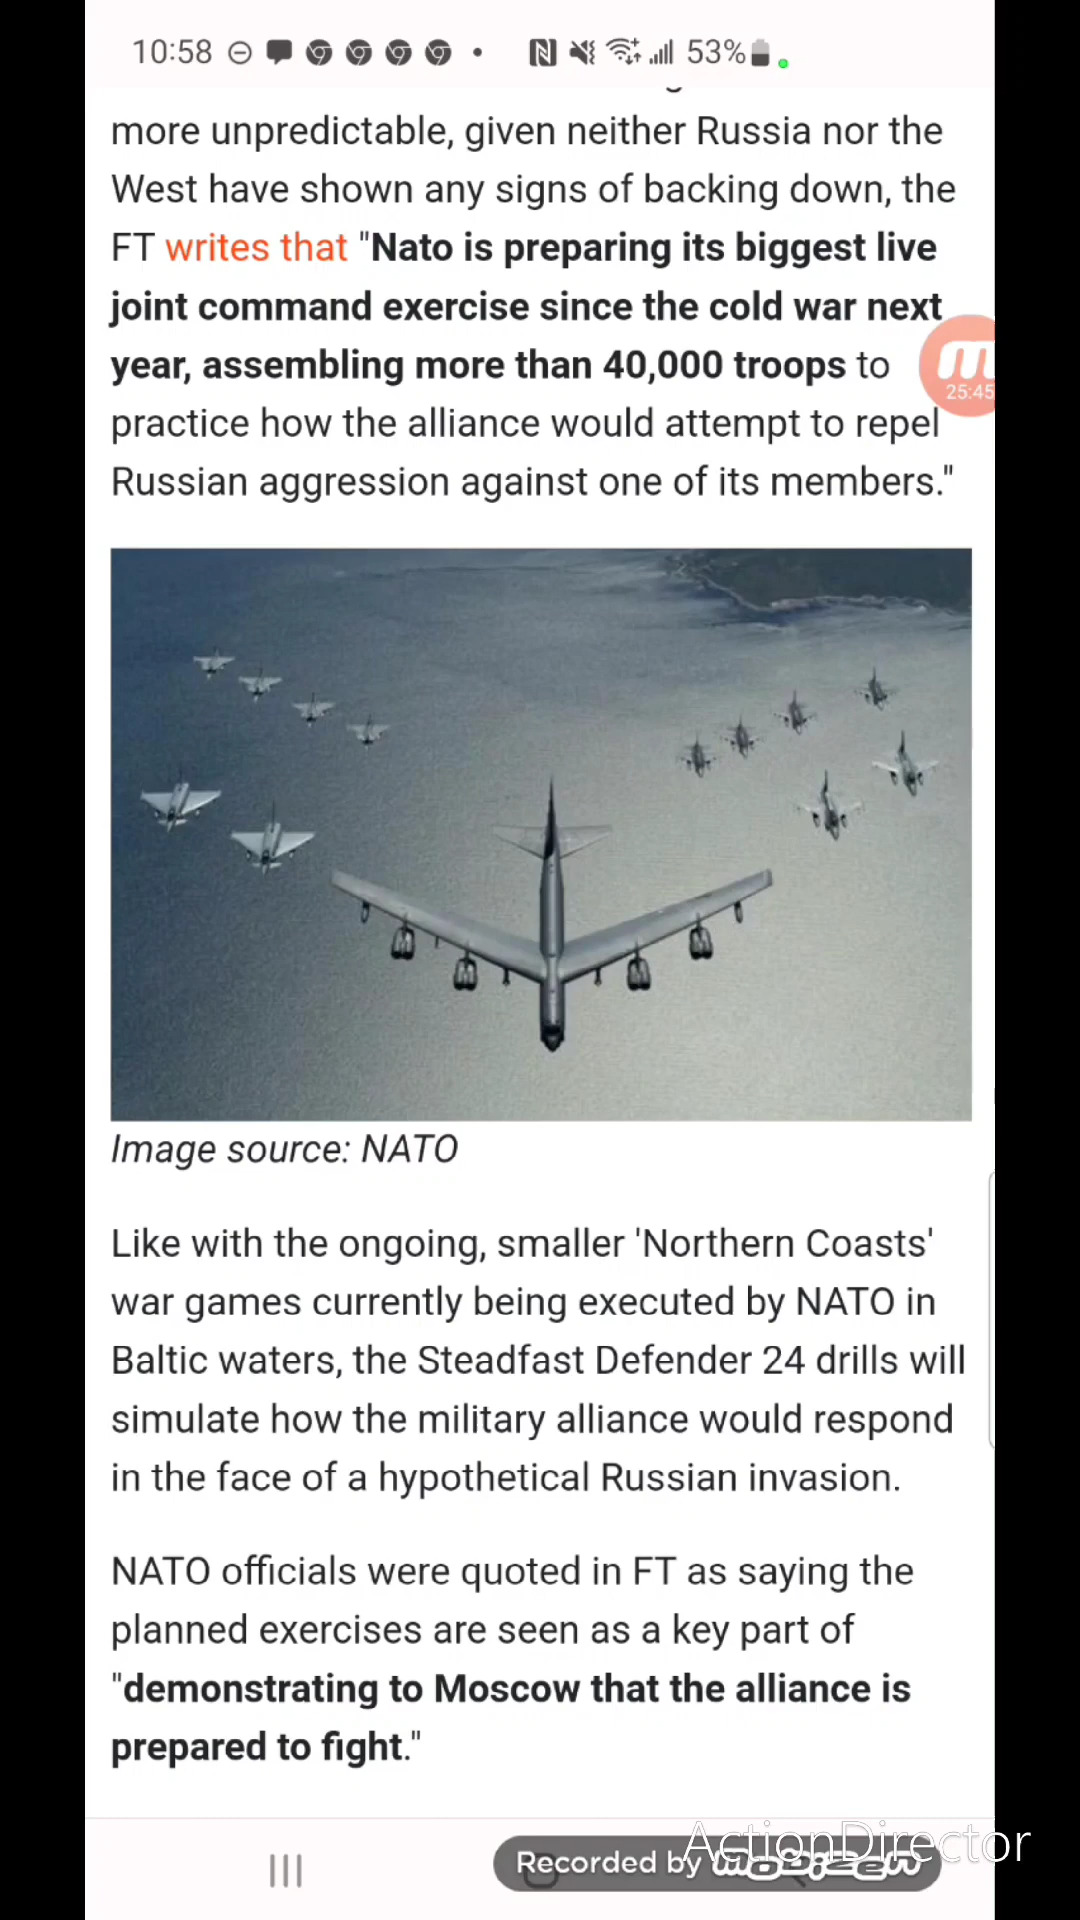 10:58
53%
more unpredictable, given neither Russia nor the
West have shown any signs of backing down, the
FT writes that "Nato is preparing its biggest live
joint command exercise since the cold war next
year, assembling more than 40,000 troops to
25:45
practice how the alliance would attempt to repel
Russian aggression against one of its members."
Image source: NATO
Like with the ongoing, smaller 'Northern Coasts'
war games currently being executed by NATO in
Baltic waters, the Steadfast Defender 24 drills will
simulate how the military alliance would respond
in the face of a hypothetical Russian invasion.
NATO officials were quoted in FT as saying the
planned exercises are seen as a key part of
"demonstrating to Moscow that the alliance is
prepared to fight."
ActionDirector
Recorded by MOBIZEN